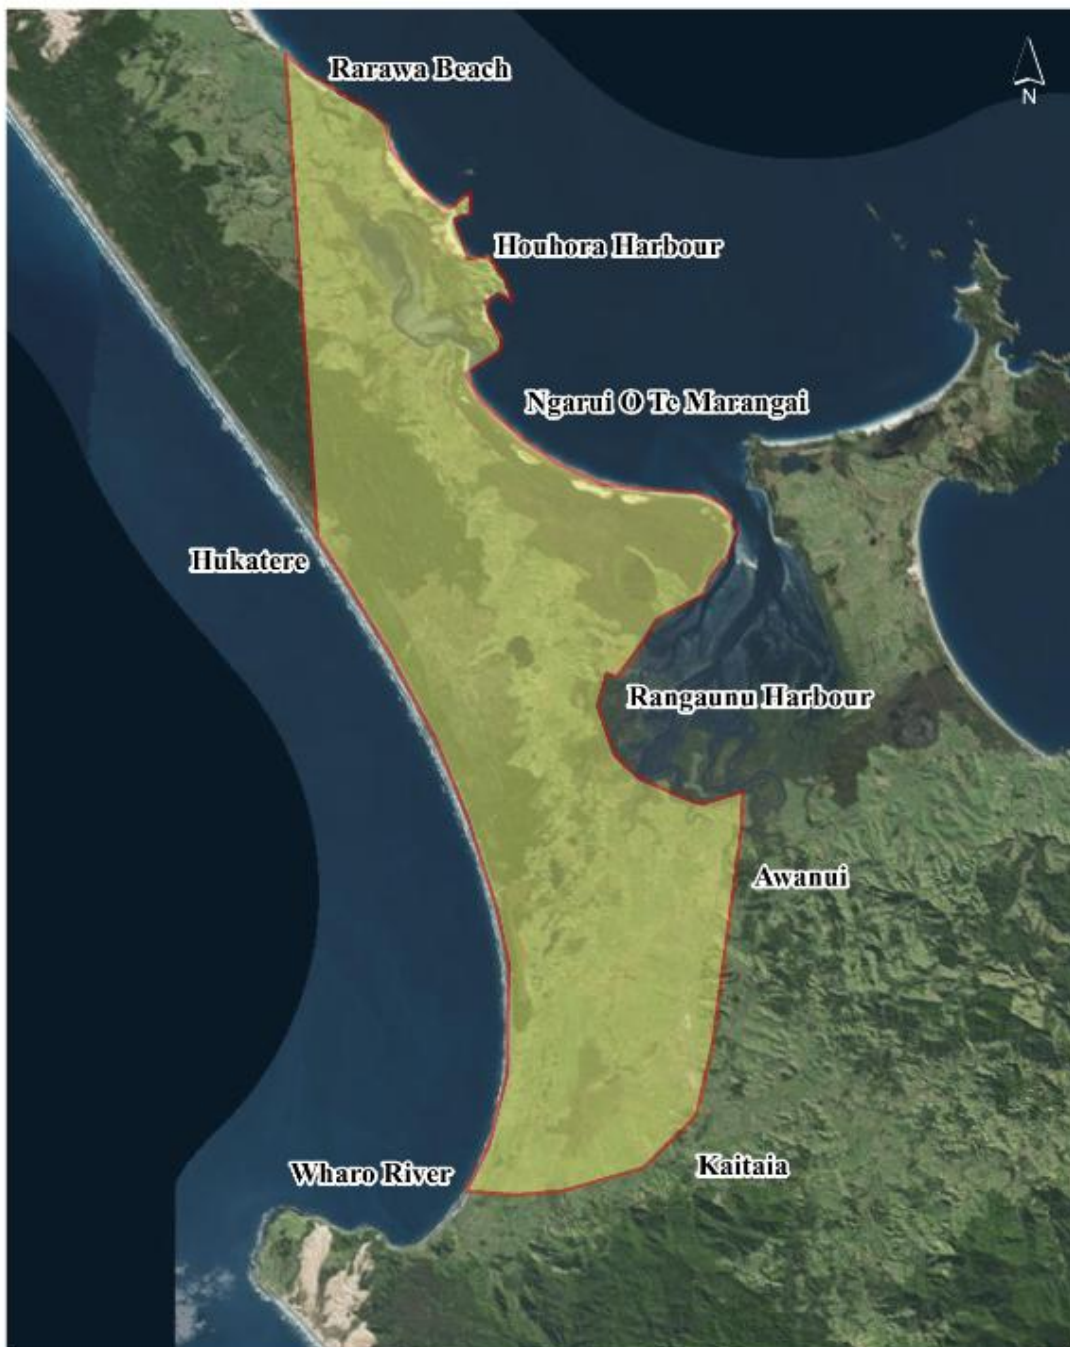 Rarawa Beach
N
Houhora Harbour
Ngarui O Te Marangai
Hukatere
Rangaunu Harbour
Awanui
Kaitaia
Wharo River